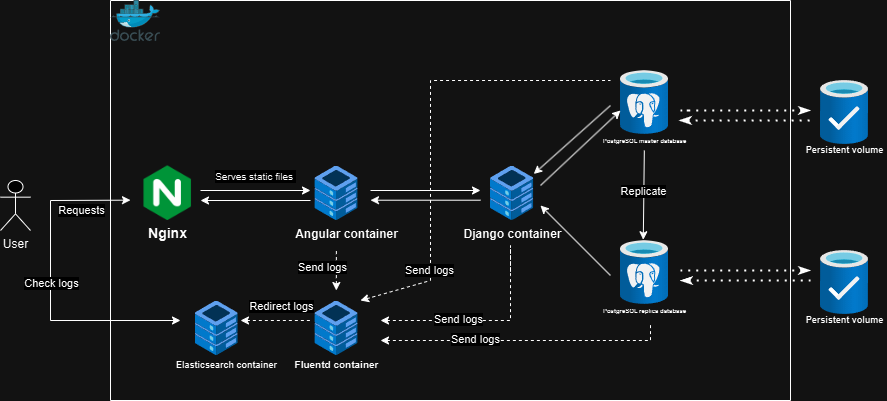 docker
PostgreSQL master database
Persistent volume
Serves static files
Replicate
Requests
User
Nginx
Angular container
Django container
Send logs
Send logs
Check logs
Redirect logs
Send logs
PostgreSQL replica database
Persistent volume
Send logs
Elasticsearch container
Fluentd container